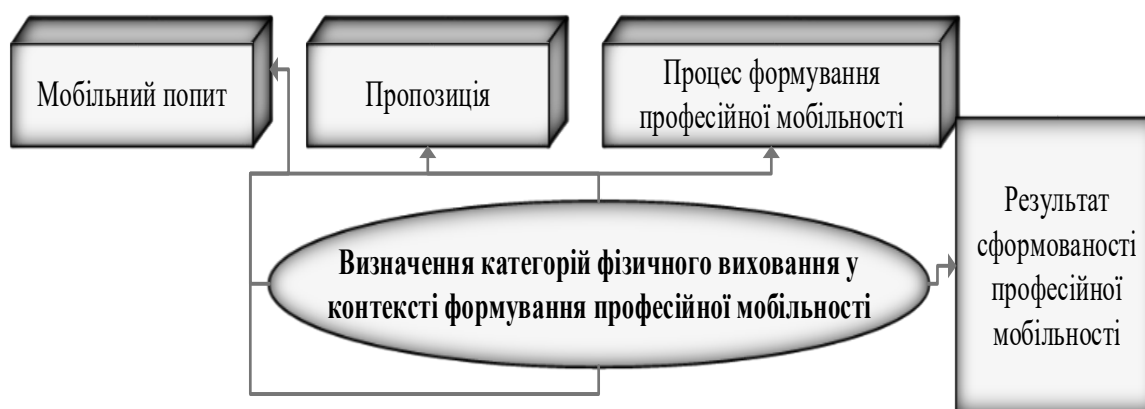 Мобільний попит
Пропозиція
Процес формування
професійної мобільності
Визначення категорій фізичного виховання у
контексті формування професійної мобільності
Результат
сформованості
професійної
мобільності